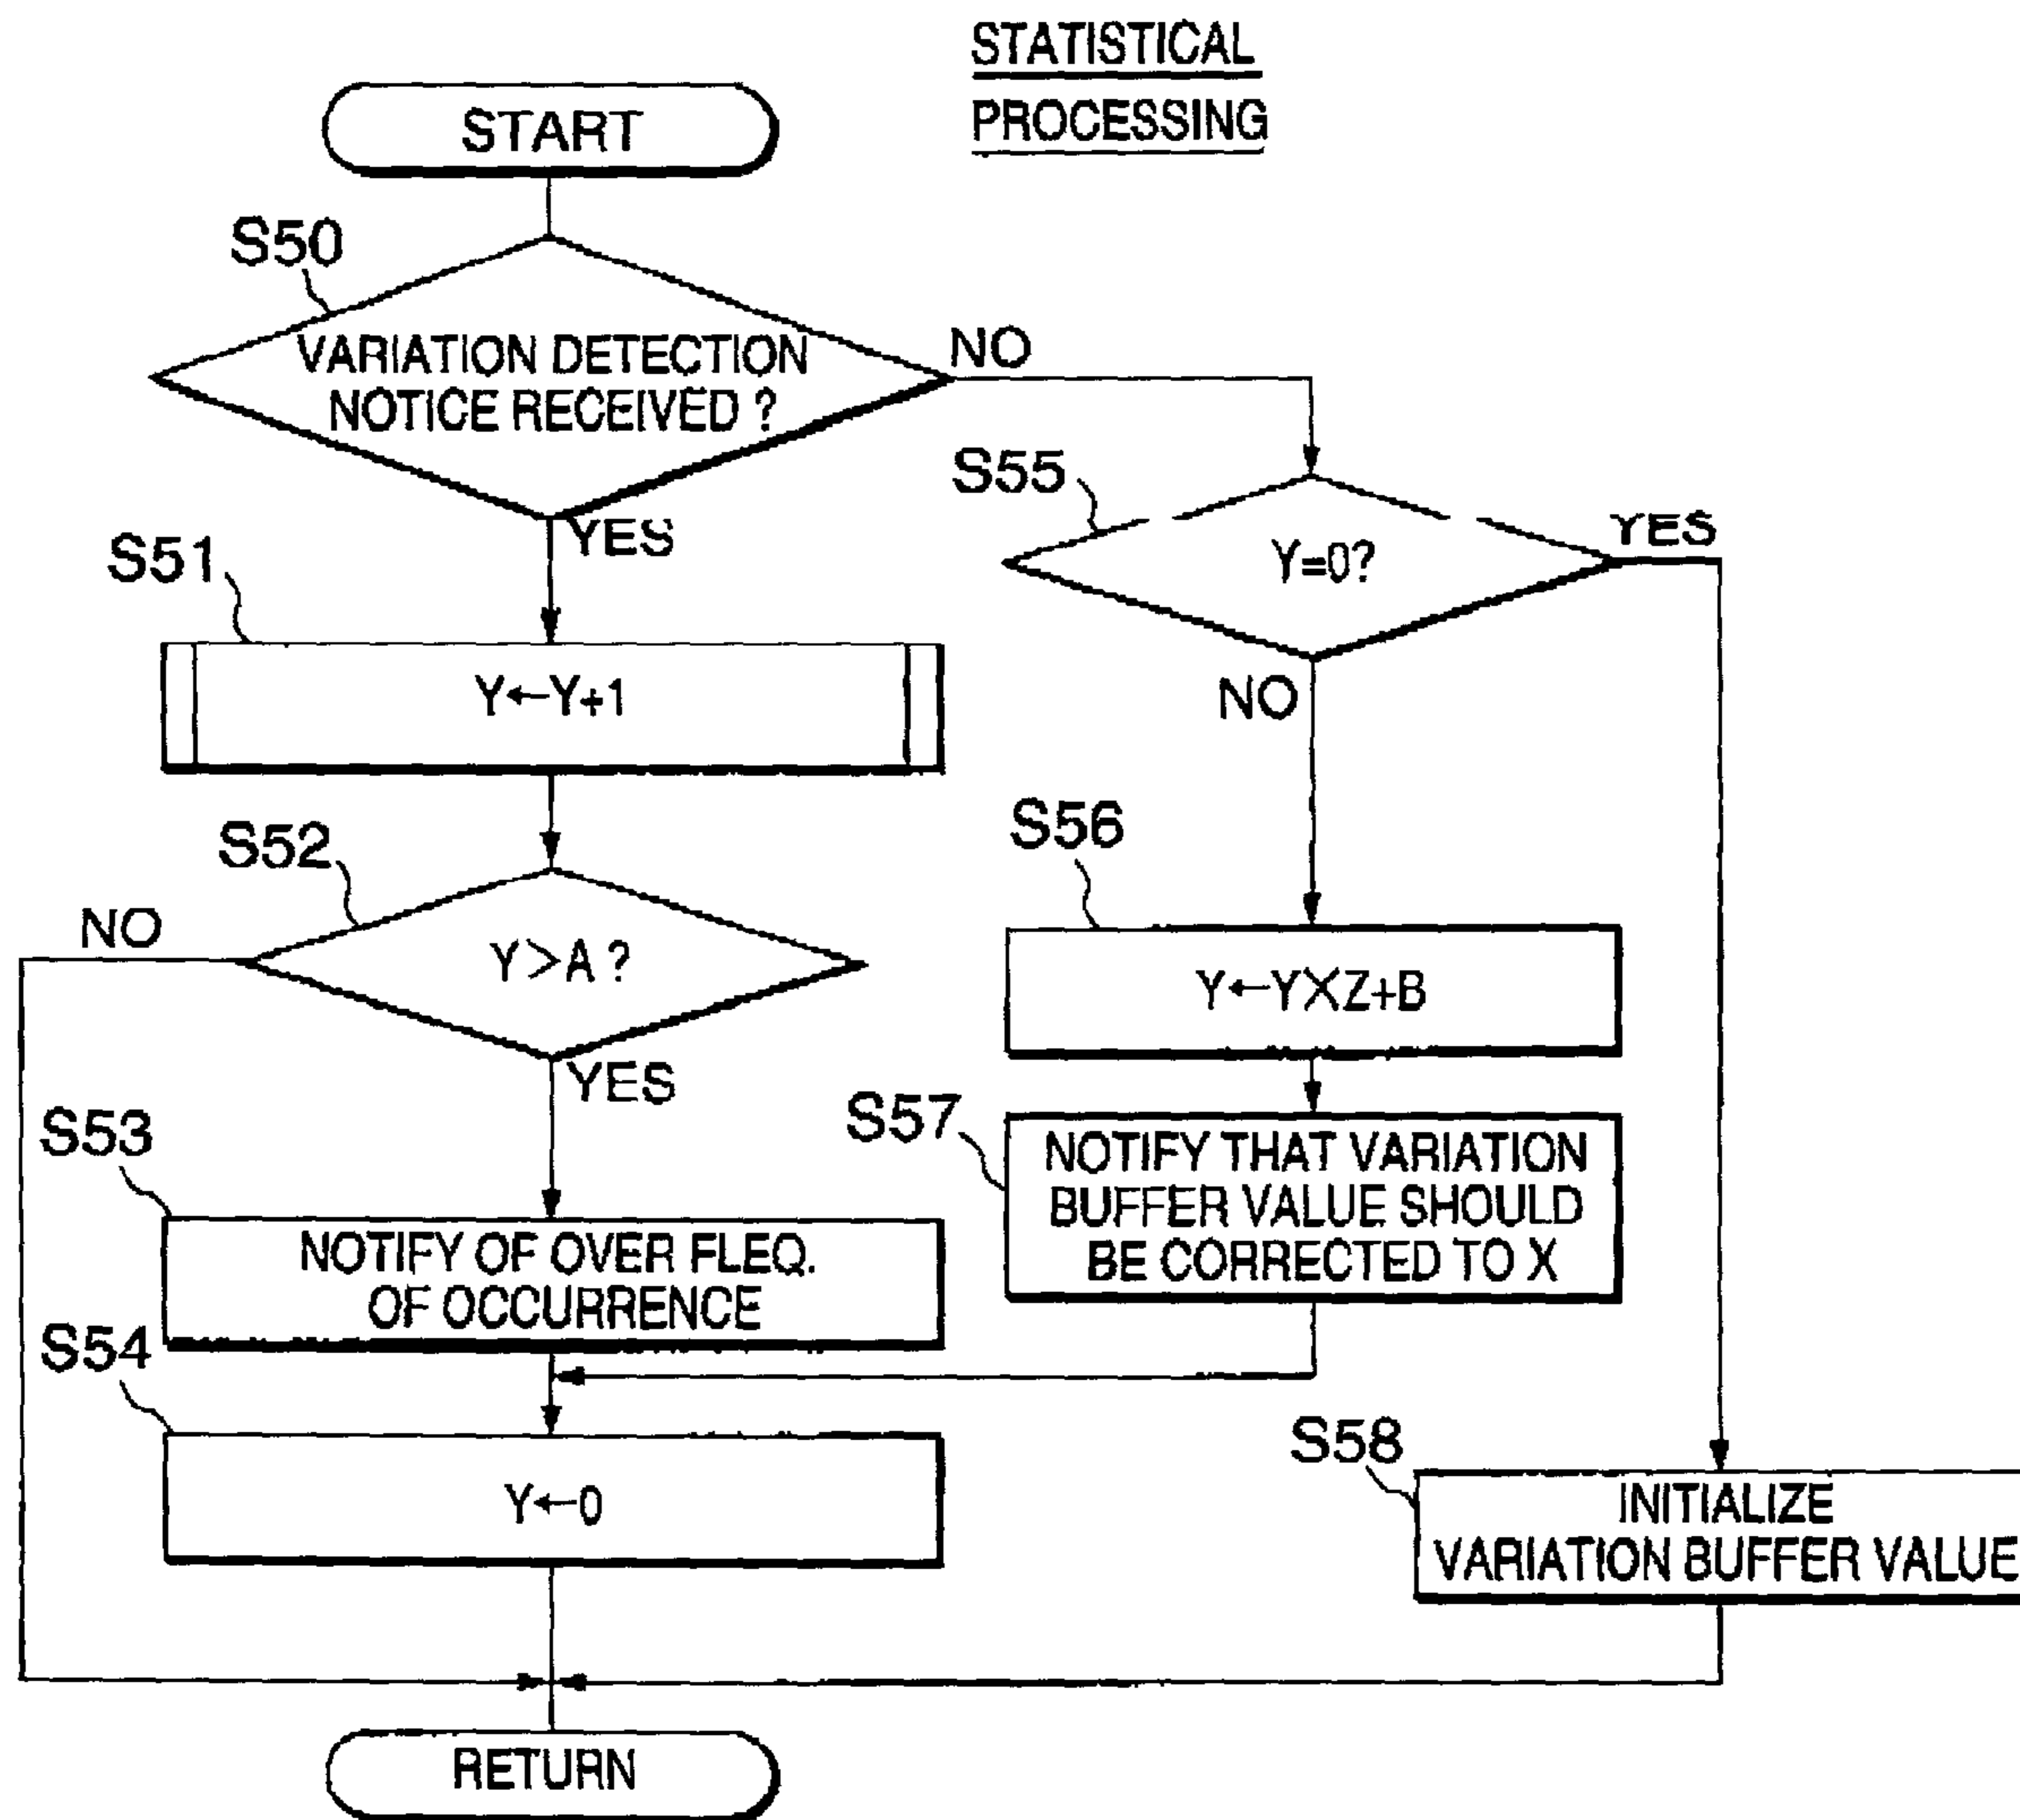 STATISTICAL
PROCESSING
START
S50
VARIATION DETECTION
NOTICE RECEIVED ?
NO
YES
S55
Y=0?
YES
NO
S51
Y←Y+1
S52
Y>A ?
NO
YES
S56
Y←Y×Z+B
S57
NOTIFY THAT VARIATION
BUFFER VALUE SHOULD
BE CORRECTED TO X
S53
NOTIFY OF OVER FLEQ.
OF OCCURRENCE
S54
Y←0
S58
INITIALIZE
VARIATION BUFFER VALUE
RETURN